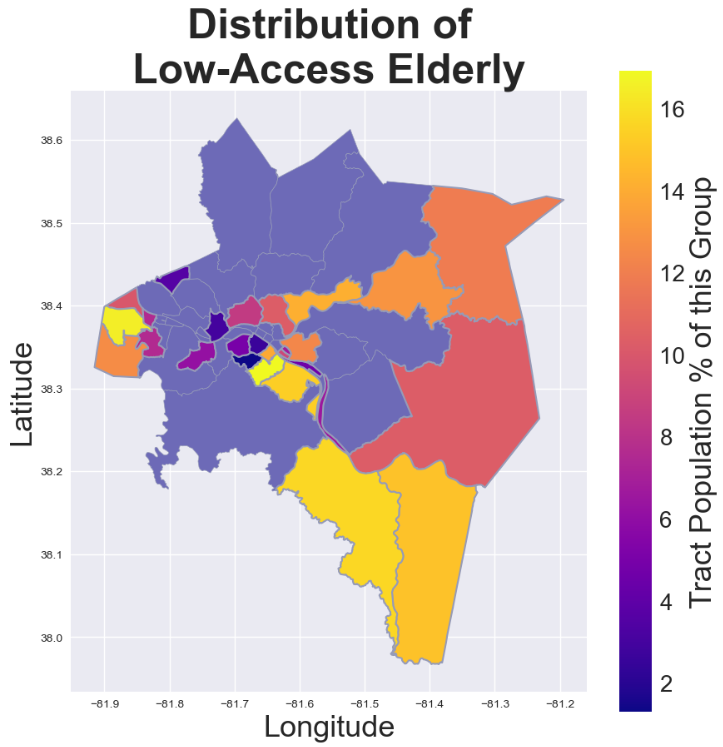 Distribution of
Low-Access Elderly
38.6
38.5
38.4
38.3
38.2
38.1
38.0
Latitude
−81.9 −81.8 −81.7 −81.6 −81.5 −81.4 −81.3 −81.2
Longitude
16
14
12
10
8
6
4
2
Tract Population % of this Group